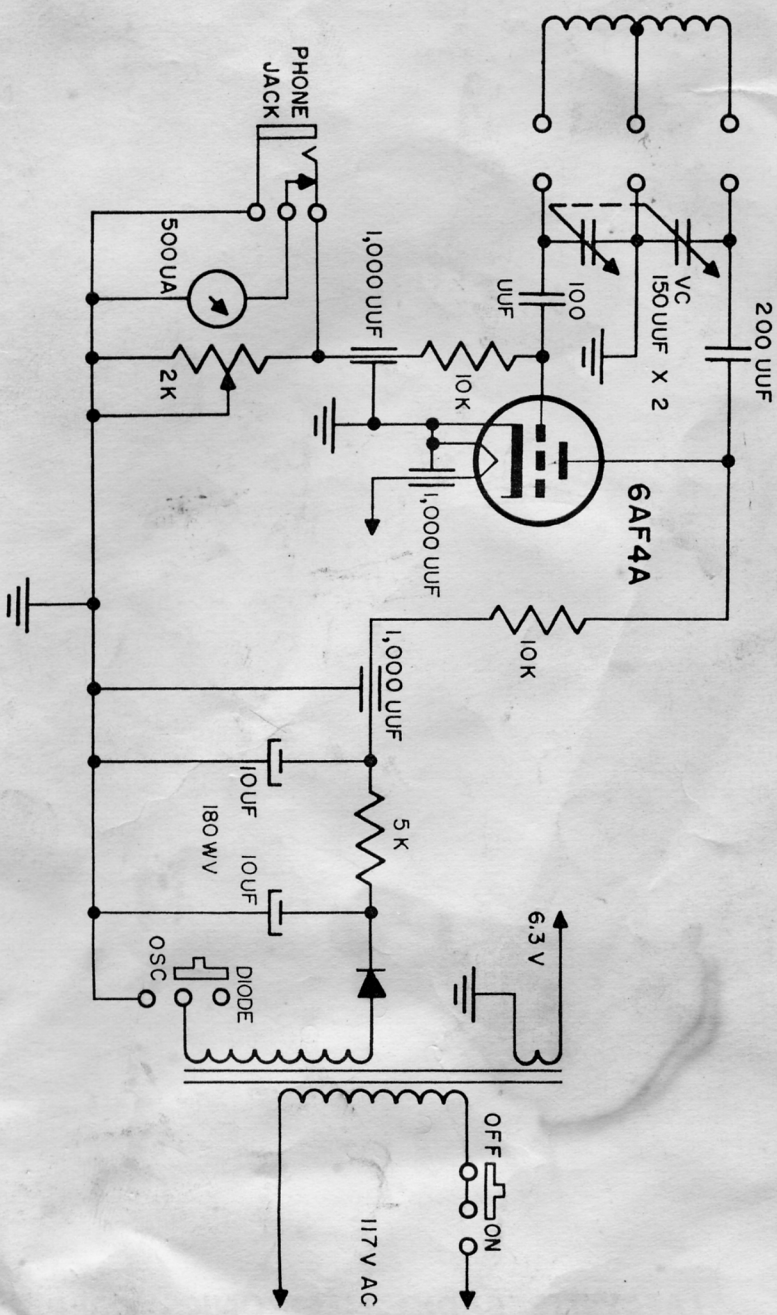 200 UUF
VC
150 UUF X 2
100
UUF
6AF4A
PHONE
JACK
500UA
1,000 UUF
10K
2K
1,000 UUF
10K
1,000 UUF
10UF
180WV
5K
10UF
6.3 V
DIODE
OSC
OFF
ON
117V AC